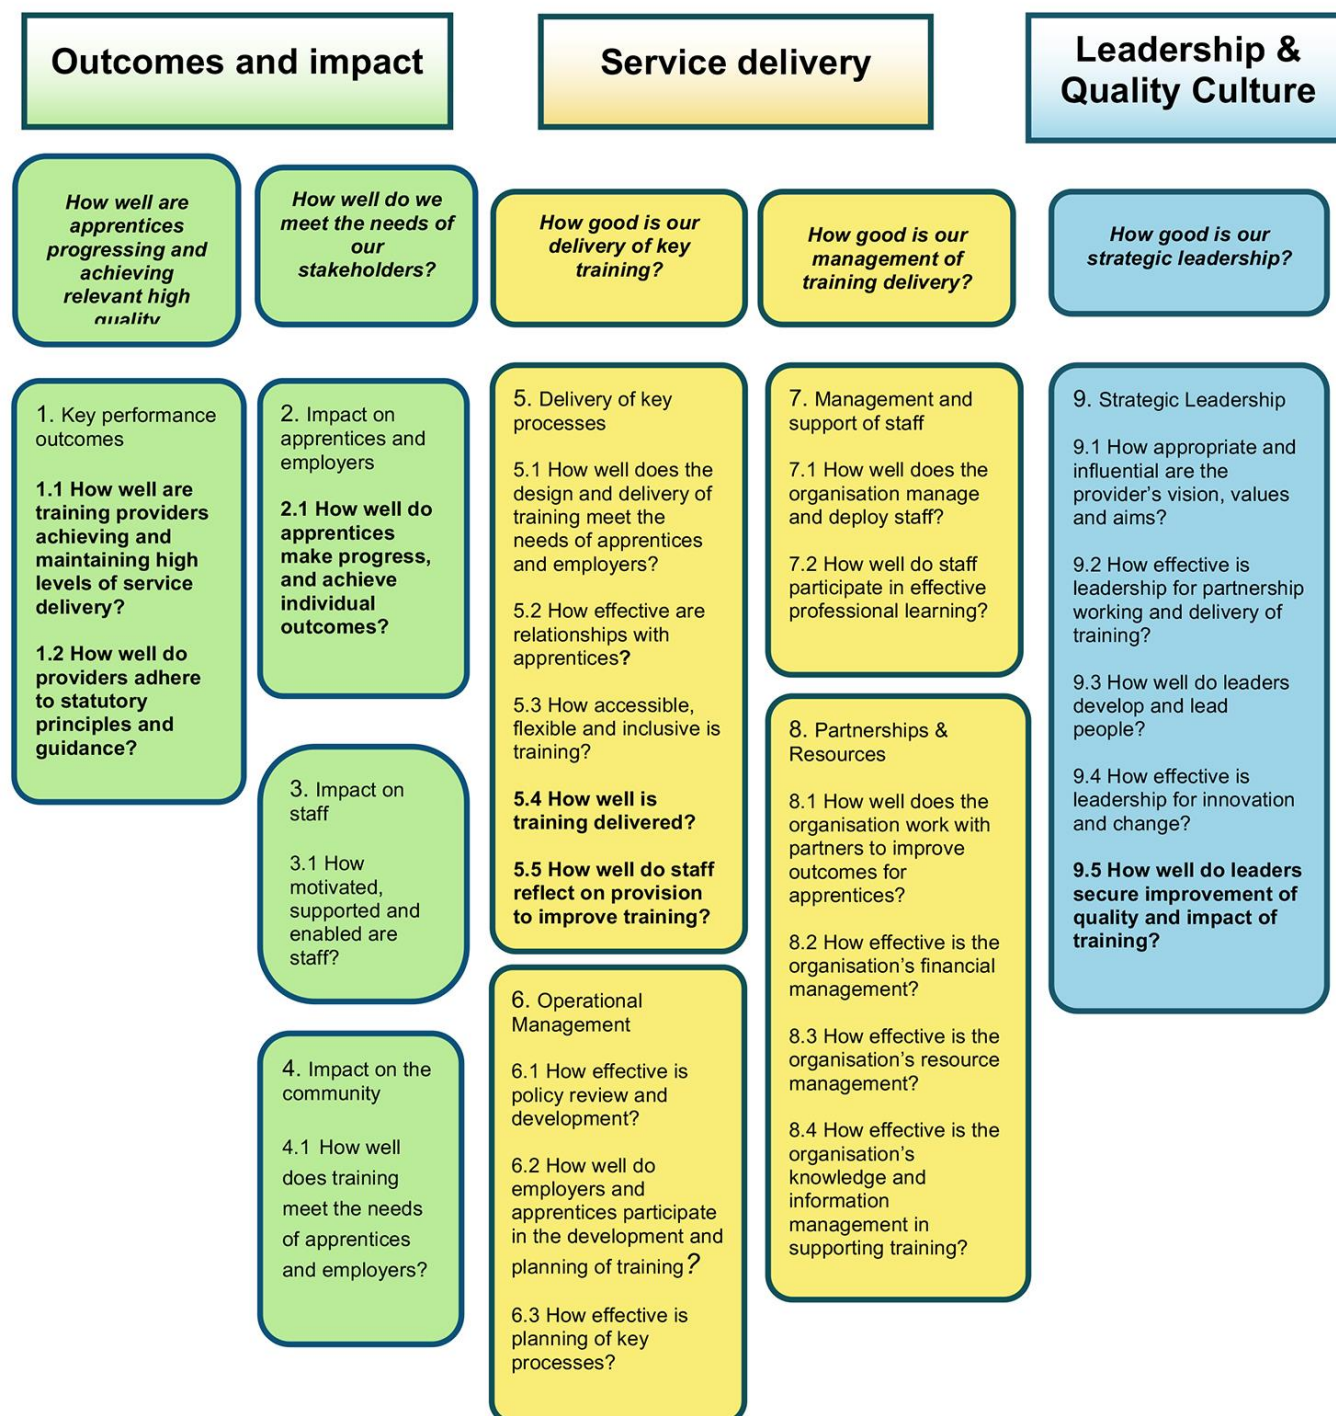 Outcomes and impact
Service delivery
Leadership &
Quality Culture
How well are
apprentices
progressing and
achieving
relevant high
quality
How well do we
meet the needs of
our
stakeholders?
How good is our
delivery of key
training?
How good is our
management of
training delivery?
How good is our
strategic leadership?
1. Key performance
outcomes
1.1 How well are
training providers
achieving and
maintaining high
levels of service
delivery?
1.2 How well do
providers adhere
to statutory
principles and
guidance?
2. Impact on
apprentices and
employers
2.1 How well do
apprentices
make progress,
and achieve
individual
outcomes?
3. Impact on
staff
3.1 How
motivated,
supported and
enabled are
staff?
4. Impact on the
community
4.1 How well
does training
meet the needs
of apprentices
and employers?
5. Delivery of key
processes
5.1 How well does the
design and delivery of
training meet the
needs of apprentices
and employers?
5.2 How effective are
relationships with
apprentices?
5.3 How accessible,
flexible and inclusive is
training?
5.4 How well is
training delivered?
5.5 How well do staff
reflect on provision
to improve training?
6. Operational
Management
6.1 How effective is
policy review and
development?
6.2 How well do
employers and
apprentices participate
in the development and
planning of training?
6.3 How effective is
planning of key
processes?
7. Management and
support of staff
7.1 How well does the
organisation manage
and deploy staff?
7.2 How well do staff
participate in effective
professional learning?
8. Partnerships &
Resources
8.1 How well does the
organisation work with
partners to improve
outcomes for
apprentices?
8.2 How effective is the
organisation's financial
management?
8.3 How effective is the
organisation's resource
management?
8.4 How effective is the
organisation's
knowledge and
information
management in
supporting training?
9. Strategic Leadership
9.1 How appropriate and
influential are the
provider's vision, values
and aims?
9.2 How effective is
leadership for partnership
working and delivery of
training?
9.3 How well do leaders
develop and lead
people?
9.4 How effective is
leadership for innovation
and change?
9.5 How well do leaders
secure improvement of
quality and impact of
training?